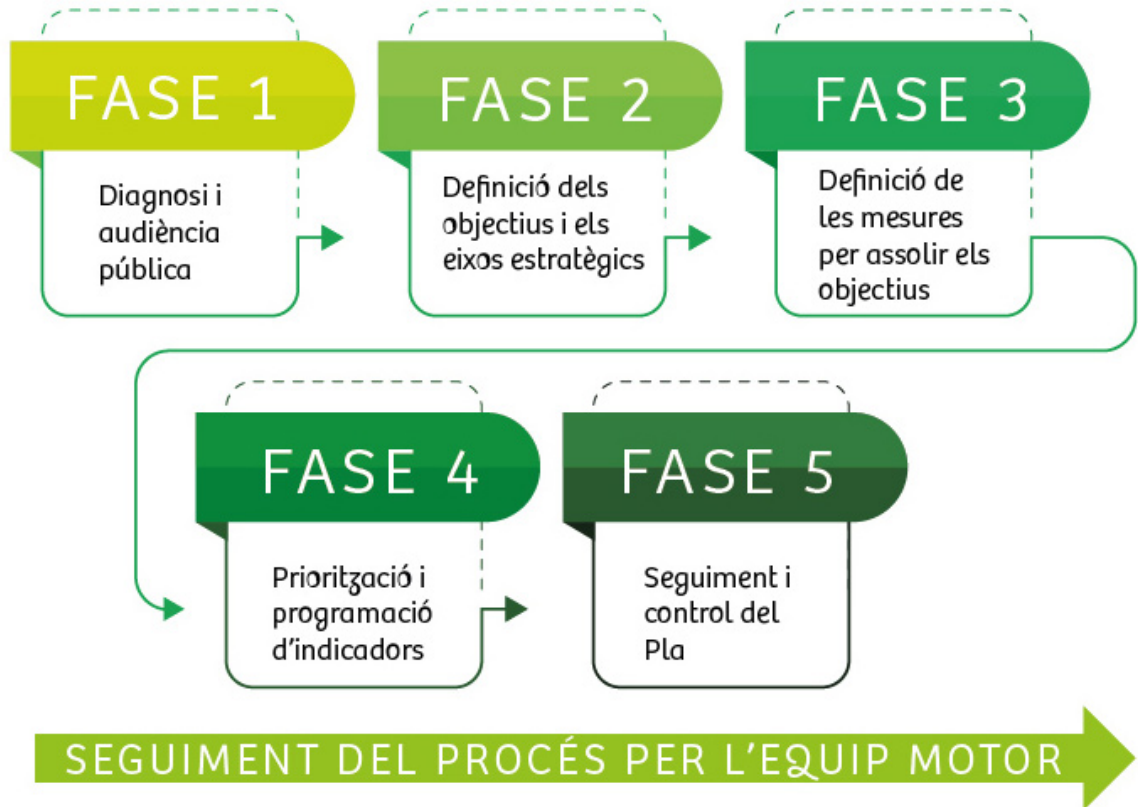 FASE 1
Diagnosi i
audiència
pública
FASE 2
Definició dels
objectius i els
eixos estratègics
FASE 3
Definició de
les mesures
per assolir els
objectius
FASE 4
Priorització i
programació
d'indicadors
FASE 5
Seguiment i
control del
Pla
SEGUIMENT DEL PROCÉS PER L'EQUIP MOTOR